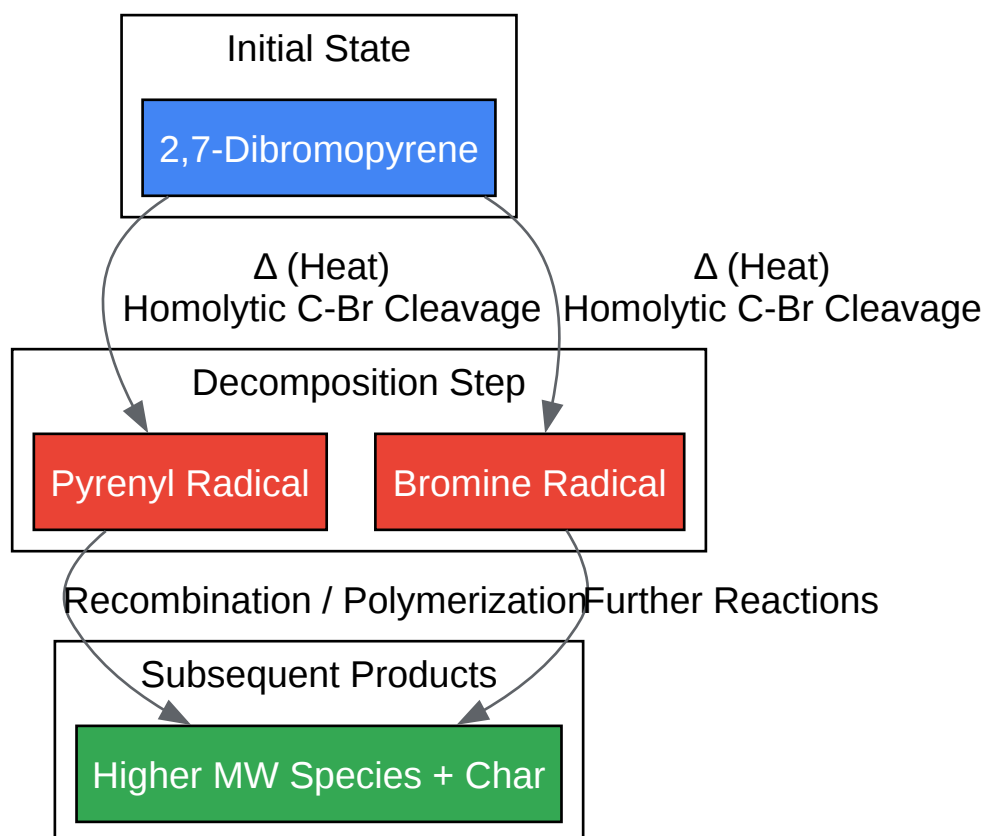 Initial State
2,7-Dibromopyrene
Δ (Heat)
Homolytic C-Br Cleavage
Δ (Heat)
Homolytic C-Br Cleavage
Decomposition Step
Pyrenyl Radical
Bromine Radical
Recombination / Polymerization
Further Reactions
Subsequent Products
Higher MW Species + Char